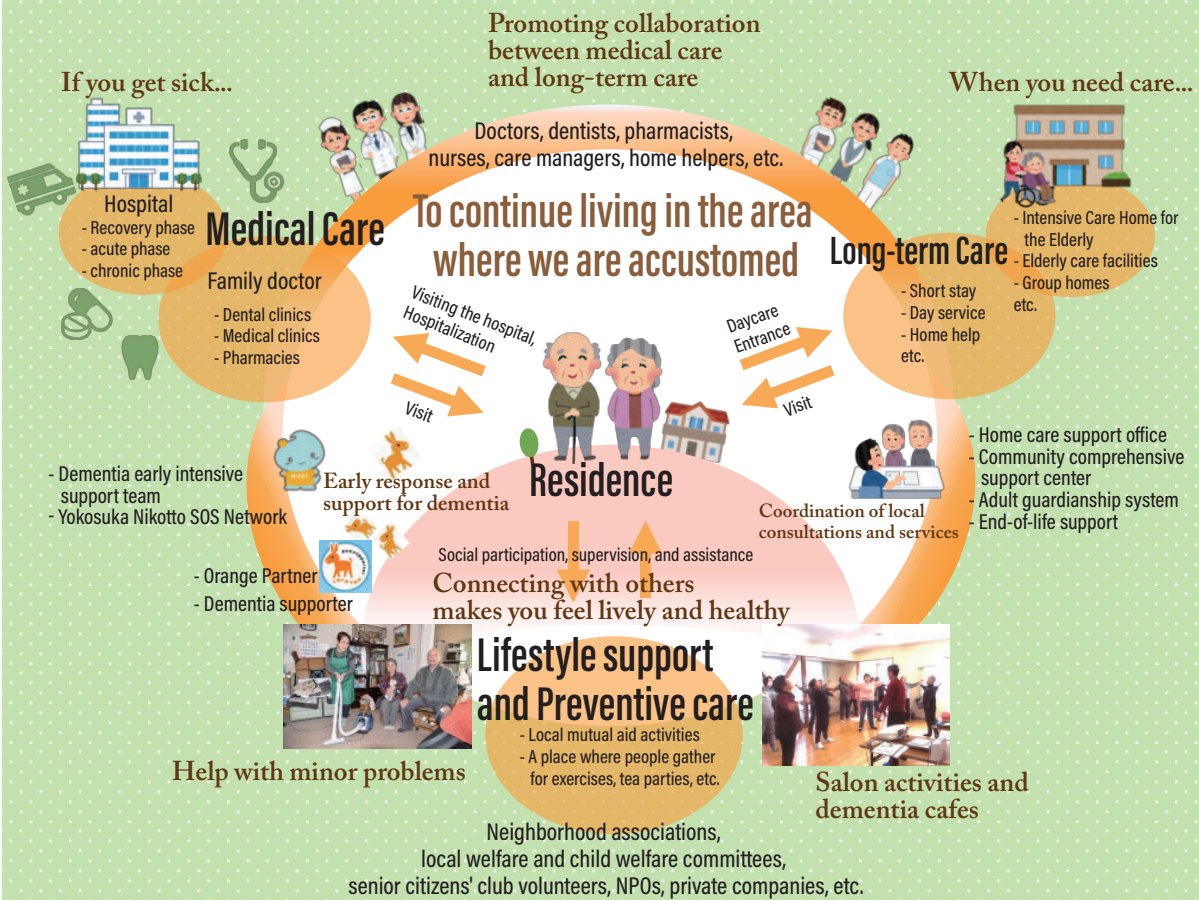 Promoting collaboration
between medical care
and long-term care
If you get sick...
When you need care...
Doctors, dentists, pharmacists,
nurses, care managers, home helpers, etc.
To continue living in the area
where we are accustomed
Hospital
- Recovery phase
- acute phase
- chronic phase
Medical Care
Family doctor
- Dental clinics
- Medical clinics
- Pharmacies
Long-term Care
- Short stay
- Day service
- Home help
etc.
- Intensive Care Home for
the Elderly
- Elderly care facilities
- Group homes
etc.
Visiting the hospital,
Hospitalization
Visit
Daycare
Entrance
Visit
Residence
- Dementia early intensive
support team
- Yokosuka Nikotto SOS Network
Early response and
support for dementia
- Orange Partner
- Dementia supporter
Coordination of local
consultations and services
- Home care support office
- Community comprehensive
support center
- Adult guardianship system
- End-of-life support
Social participation, supervision, and assistance
Connecting with others
makes you feel lively and healthy
Lifestyle support
and Preventive care
- Local mutual aid activities
- A place where people gather
for exercises, tea parties, etc.
Help with minor problems
Salon activities and
dementia cafes
Neighborhood associations,
local welfare and child welfare committees,
senior citizens' club volunteers, NPOs, private companies, etc.